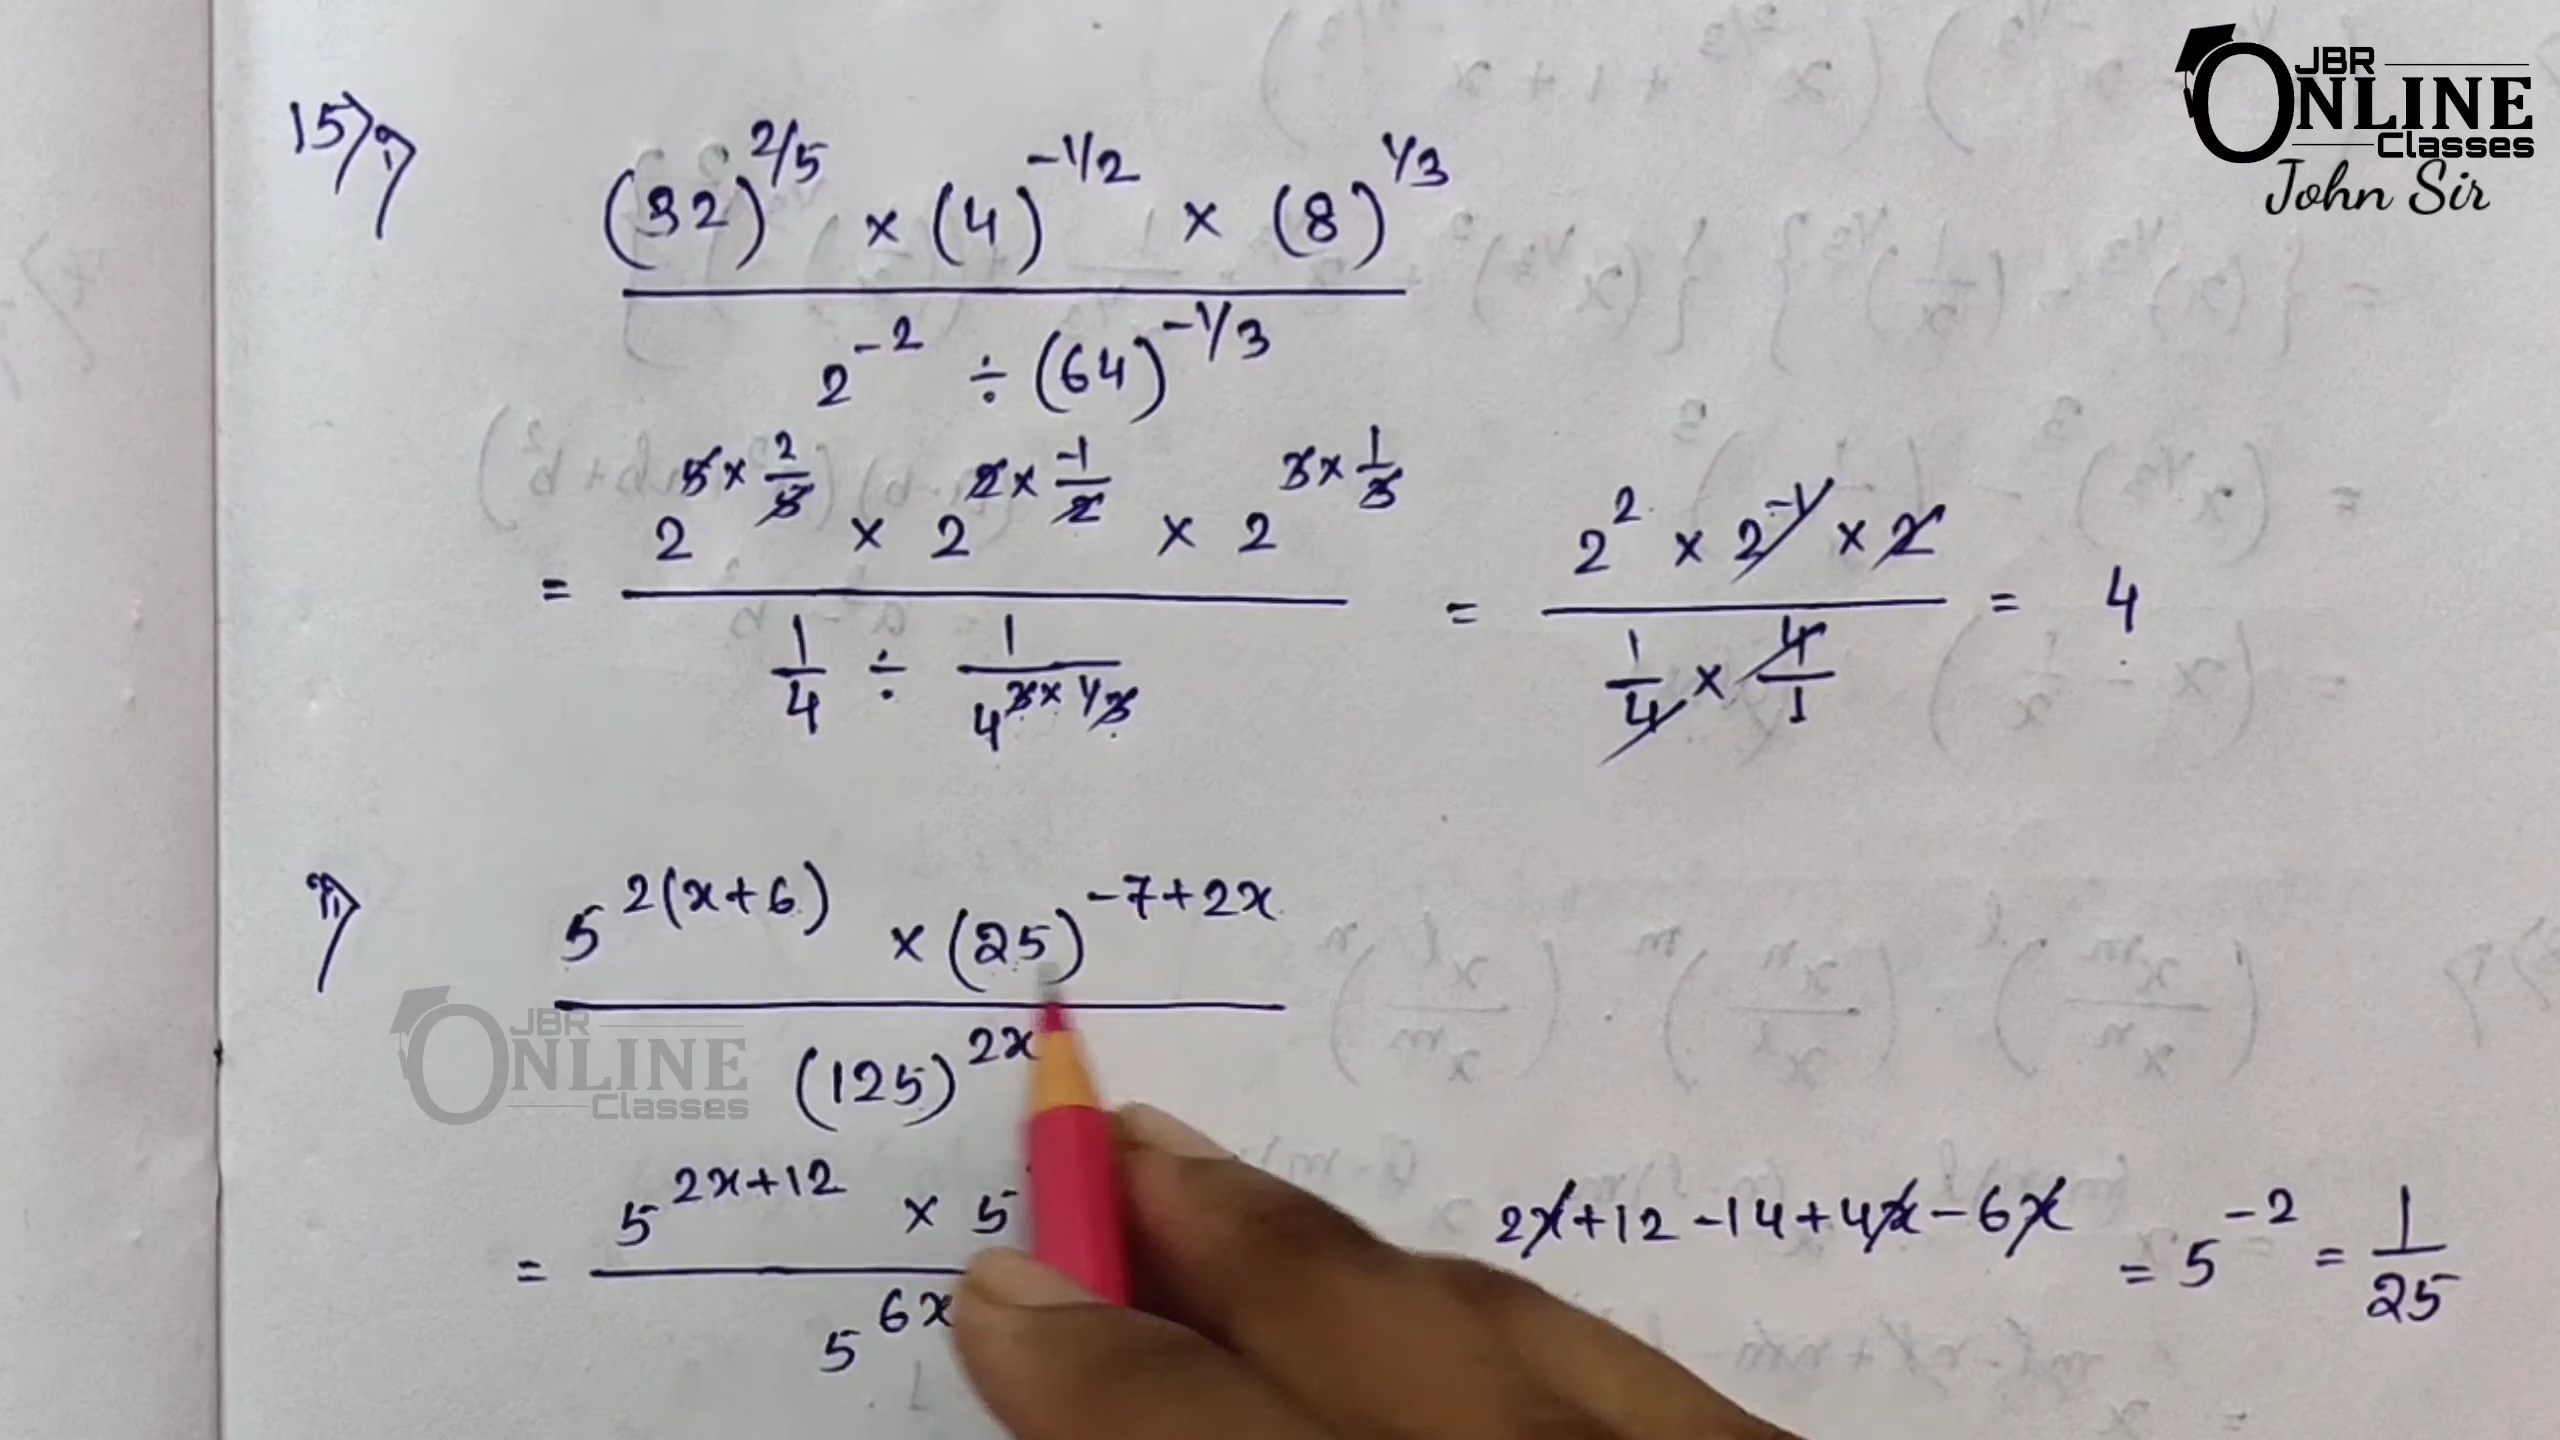 JBR
ONLINE
Classes
John Sir
15) i)
(32)^2/5 × (4)^-1/2 × (8)^1/3
2^-2 ÷ (64)^-1/3
= 2^5×2/5 × 2^2×-1/2 × 2^3×1/3 = 2^2 × 2^-1 × 2 = 4
1/4 ÷ 1/4^3×1/3 1/4 × 4/1
ii) 5^2(x+6) × (25)^-7+2x
(125)^2x
JBR
ONLINE
Classes
= 5^2x+12 × 5 2x+12-14+4x-6x = 5^-2 = 1/25
5^6x